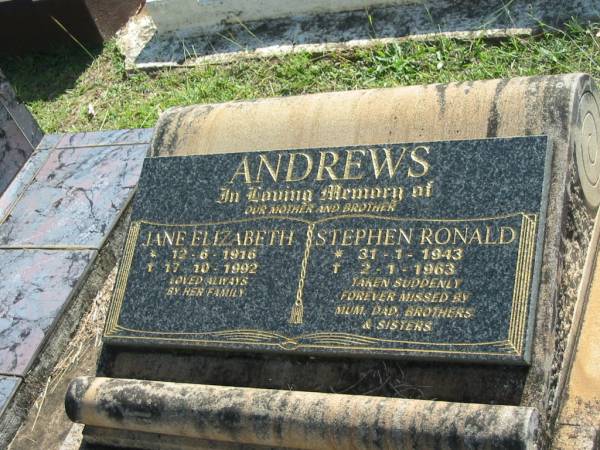 ANDREWS
In Loving Memory of
OUR MOTHER AND BROTHER
JANE ELIZABETH
* 12-6-1916
† 17-10-1992
LOVED ALWAYS
BY HER FAMILY
STEPHEN RONALD
* 31-1-1943
† 2-1-1963
TAKEN SUDDENLY
FOREVER MISSED BY
MUM, DAD, BROTHERS
& SISTERS